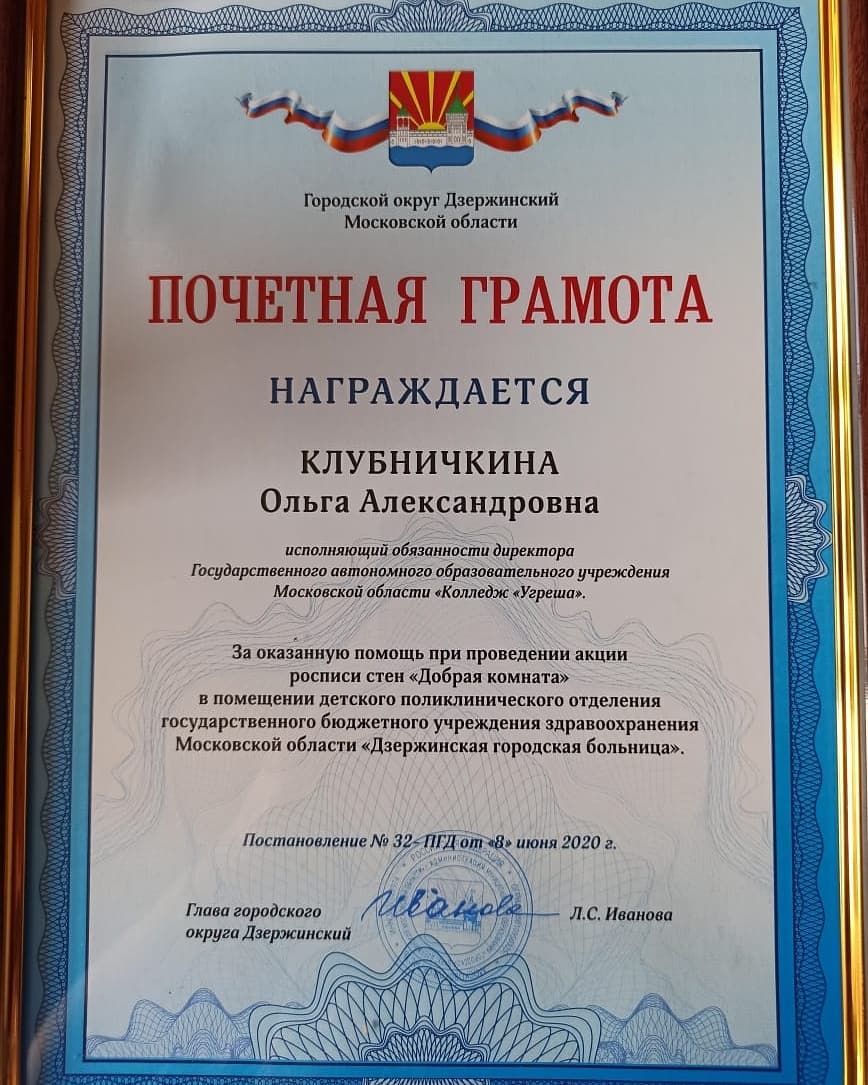 Городской округ Дзержинский
Московской области
ПОЧЕТНАЯ ГРАМОТА
НАГРАЖДАЕТСЯ
КЛУБНИЧКИНА
Ольга Александровна
исполняющий обязанности директора
Государственного автономного образовательного учреждения
Московской области «Колледж «Угреша».
За оказанную помощь при проведении акции
росписи стен «Добрая комната»
в помещении детского поликлинического отделения
государственного бюджетного учреждения здравоохранения
Московской области «Дзержинская городская больница».
Постановление № 32- ПГД от «8» июня 2020 г.
Глава городского
округа Дзержинский
Иванова
Л.С. Иванова